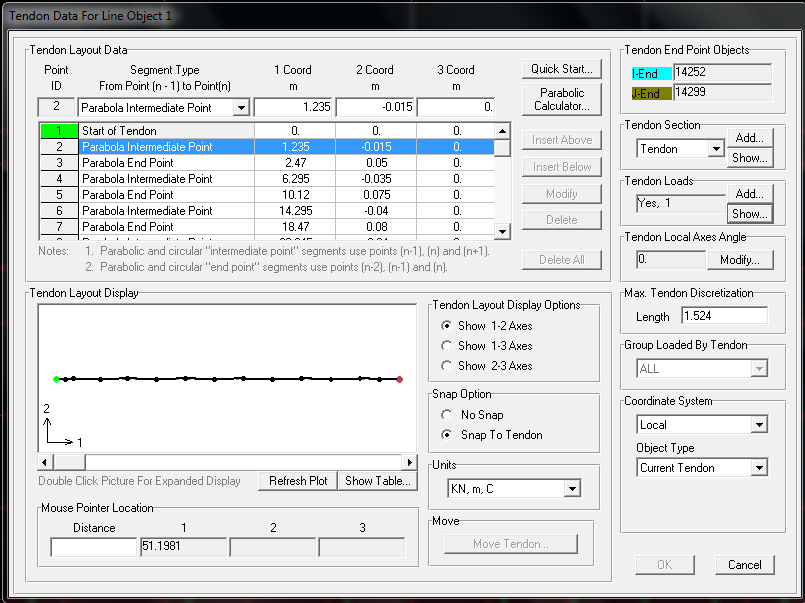 Tendon Data For Line Object 1
Tendon Layout Data
Point ID Segment Type From Point (n - 1) to Point(n) 1 Coord m 2 Coord m 3 Coord m
2 Parabola Intermediate Point 1.235 -0.015 0.
1 Start of Tendon 0. 0. 0.
2 Parabola Intermediate Point 1.235 -0.015 0.
3 Parabola End Point 2.47 0.05 0.
4 Parabola Intermediate Point 6.295 -0.035 0.
5 Parabola End Point 10.12 0.075 0.
6 Parabola Intermediate Point 14.295 -0.04 0.
7 Parabola End Point 18.47 0.08 0.
Notes: 1. Parabolic and circular "intermediate point" segments use points (n-1), (n) and (n+1).
2. Parabolic and circular "end point" segments use points (n-2), (n-1) and (n).
Quick Start...
Parabolic Calculator...
Insert Above
Insert Below
Modify
Delete
Delete All
Tendon Layout Display
2
1
Double Click Picture For Expanded Display
Refresh Plot
Show Table...
Mouse Pointer Location
Distance 1 2 3
51.1981
Tendon Layout Display Options
Show 1-2 Axes
Show 1-3 Axes
Show 2-3 Axes
Snap Option
No Snap
Snap To Tendon
Units
KN, m, C
Move
Move Tendon...
Tendon End Point Objects
I-End 14252
J-End 14299
Tendon Section
Tendon
Add...
Show...
Tendon Loads
Yes, 1
Add...
Show...
Tendon Local Axes Angle
0.
Modify...
Max. Tendon Discretization
Length 1.524
Group Loaded By Tendon
ALL
Coordinate System
Local
Object Type
Current Tendon
OK
Cancel